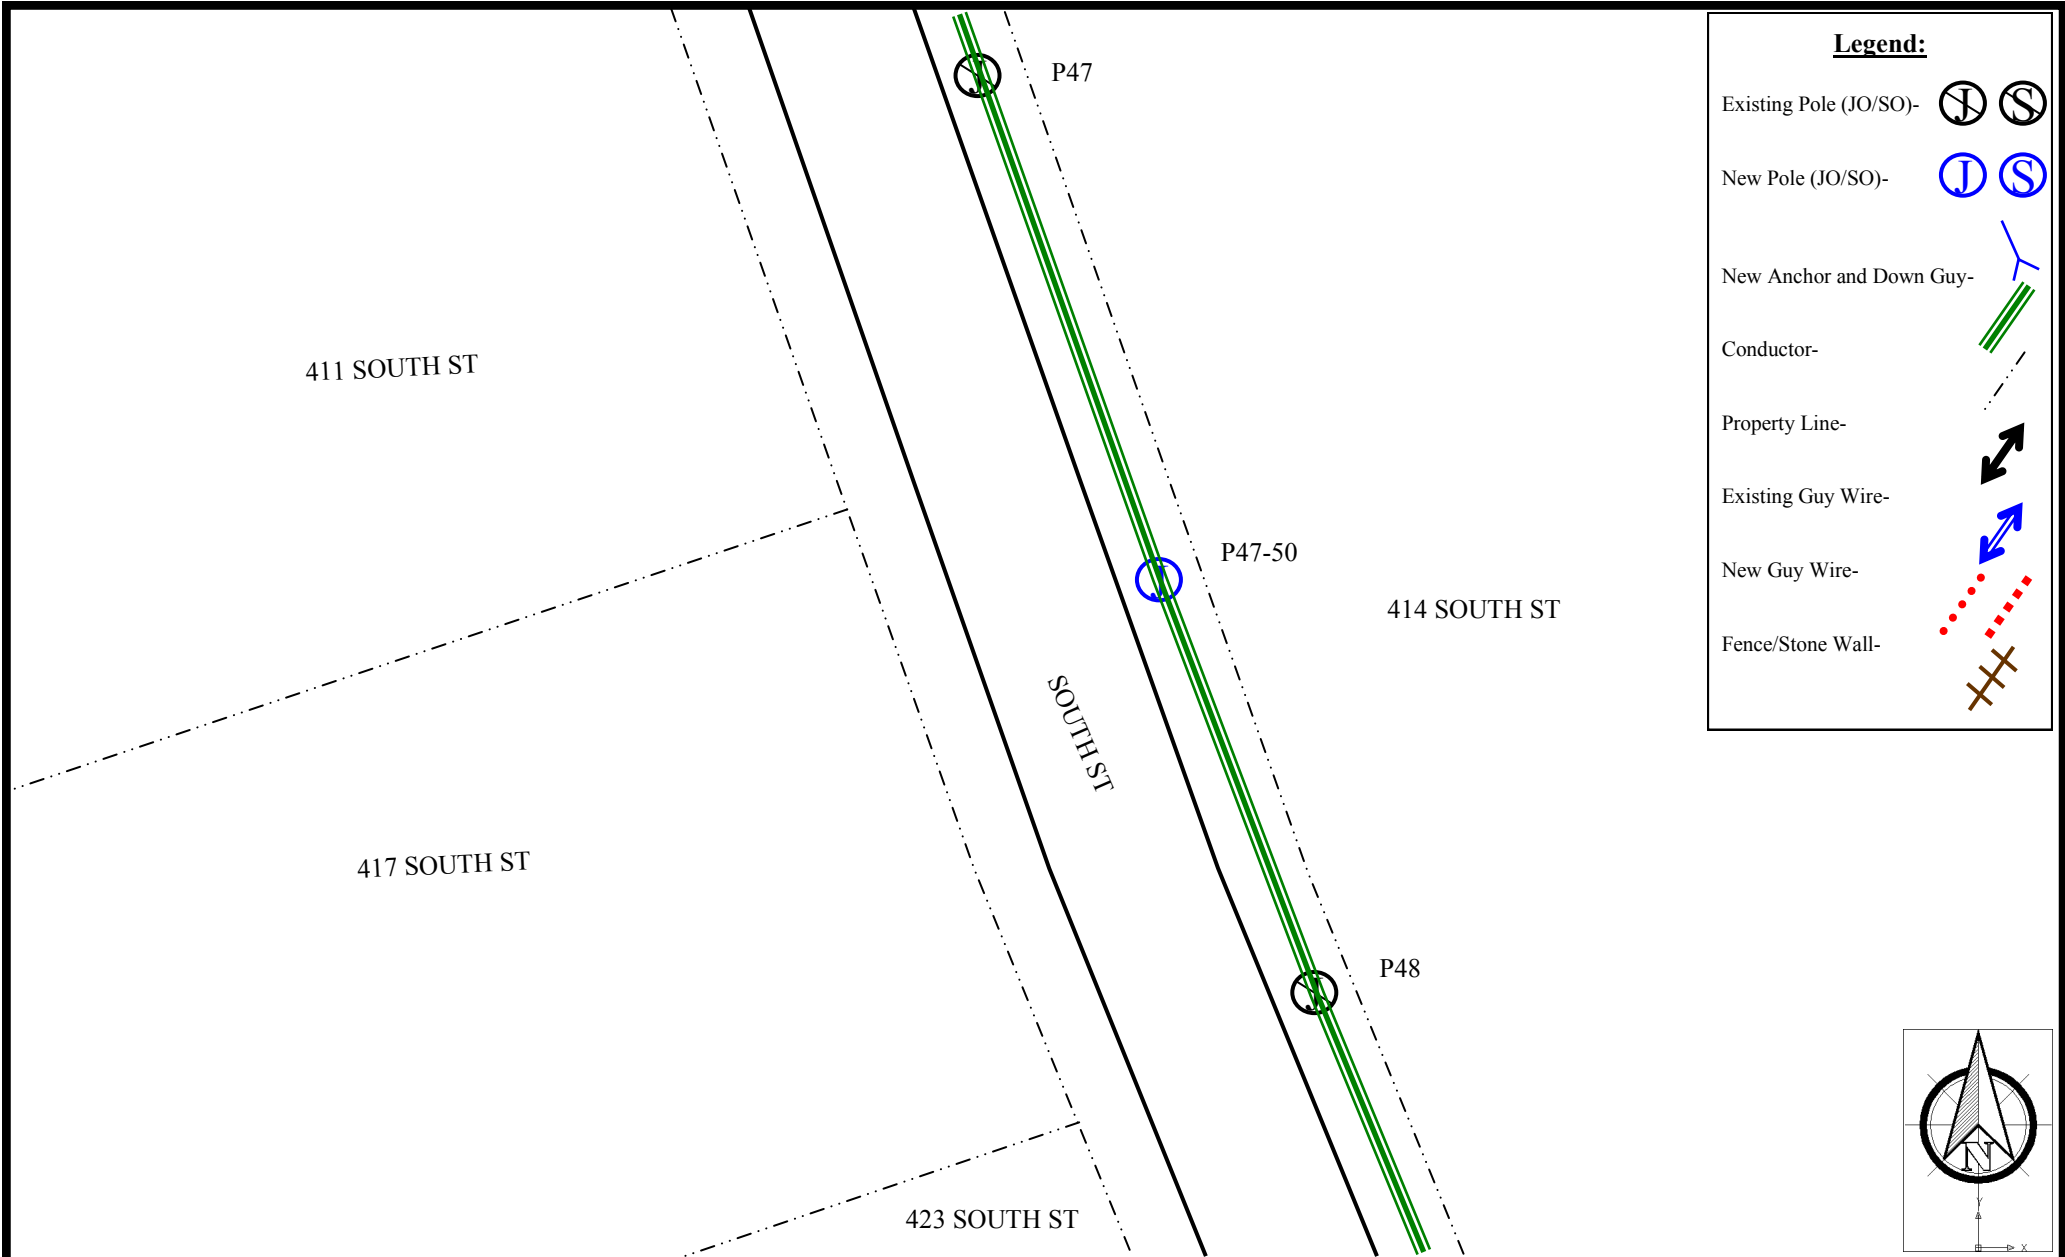 P47
411 SOUTH ST
P47-50
414 SOUTH ST
SOUTH ST
417 SOUTH ST
P48
423 SOUTH ST
Legend:
Existing Pole (JO/SO)- J S
New Pole (JO/SO)- J S
New Anchor and Down Guy-
Conductor-
Property Line-
Existing Guy Wire-
New Guy Wire-
Fence/Stone Wall-
J
J
J
N
Y
X